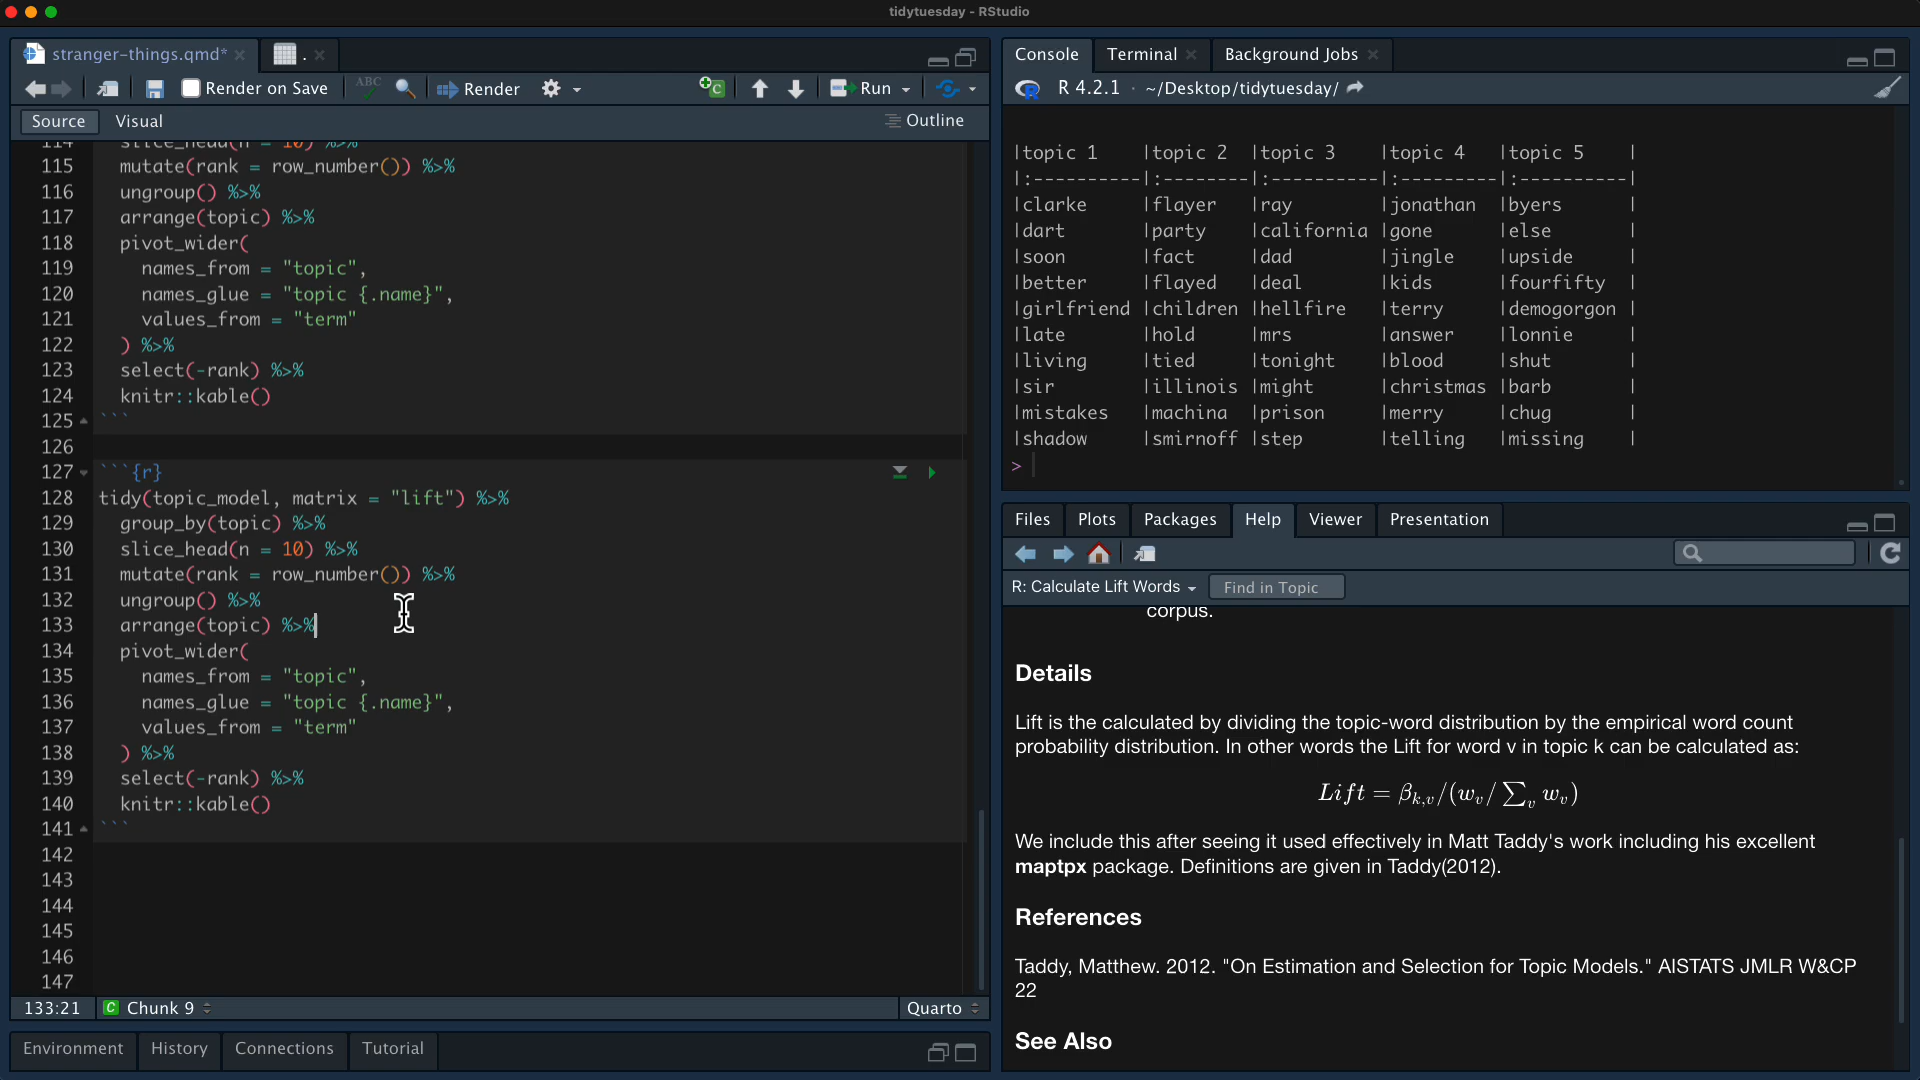 tidytuesday - RStudio
stranger-things.qmd*
.
Render on Save
ABC
Render
Run
Source
Visual
Outline
114 slice_head(n = 10) %>%
115 mutate(rank = row_number()) %>%
116 ungroup() %>%
117 arrange(topic) %>%
118 pivot_wider(
119 names_from = "topic",
120 names_glue = "topic {.name}",
121 values_from = "term"
122 ) %>%
123 select(-rank) %>%
124 knitr::kable()
125 ```
126
127 ```{r}
128 tidy(topic_model, matrix = "lift") %>%
129 group_by(topic) %>%
130 slice_head(n = 10) %>%
131 mutate(rank = row_number()) %>%
132 ungroup() %>%
133 arrange(topic) %>%
134 pivot_wider(
135 names_from = "topic",
136 names_glue = "topic {.name}",
137 values_from = "term"
138 ) %>%
139 select(-rank) %>%
140 knitr::kable()
141 ```
142
143
144
145
146
147
133:21
C Chunk 9
Quarto
Environment
History
Connections
Tutorial
Console
Terminal
Background Jobs
R 4.2.1 · ~/Desktop/tidytuesday/
|topic 1 |topic 2 |topic 3 |topic 4 |topic 5 |
|:----------|:--------|:----------|:---------|:----------|
|clarke |flayer |ray |jonathan |byers |
|dart |party |california |gone |else |
|soon |fact |dad |jingle |upside |
|better |flayed |deal |kids |fourfifty |
|girlfriend |children |hellfire |terry |demogorgon |
|late |hold |mrs |answer |lonnie |
|living |tied |tonight |blood |shut |
|sir |illinois |might |christmas |barb |
|mistakes |machina |prison |merry |chug |
|shadow |smirnoff |step |telling |missing |
>
Files
Plots
Packages
Help
Viewer
Presentation
R: Calculate Lift Words
Find in Topic
corpus.
Details
Lift is the calculated by dividing the topic-word distribution by the empirical word count
probability distribution. In other words the Lift for word v in topic k can be calculated as:
Lift = β_{k,v}/(w_v/ ∑_v w_v)
We include this after seeing it used effectively in Matt Taddy's work including his excellent
maptpx package. Definitions are given in Taddy(2012).
References
Taddy, Matthew. 2012. "On Estimation and Selection for Topic Models." AISTATS JMLR W&CP
22
See Also